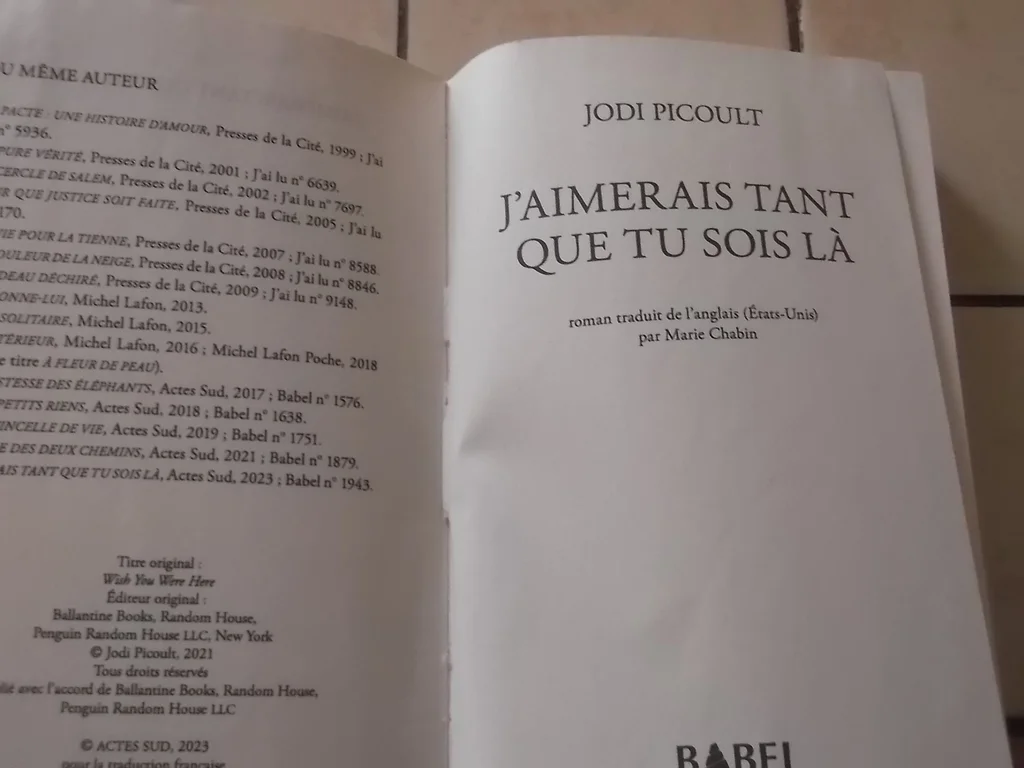 U MÊME AUTEUR
PACTE : UNE HISTOIRE D'AMOUR, Presses de la Cité, 1999 ; J'ai
n° 5936.
PURE VÉRITÉ, Presses de la Cité, 2001 ; J'ai lu n° 6639.
CERCLE DE SALEM, Presses de la Cité, 2002 ; J'ai lu n° 7697.
R QUE JUSTICE SOIT FAITE, Presses de la Cité, 2005 ; J'ai lu
170.
IE POUR LA TIENNE, Presses de la Cité, 2007 ; J'ai lu n° 8588.
OULEUR DE LA NEIGE, Presses de la Cité, 2008 ; J'ai lu n° 8846.
DEAU DÉCHIRÉ, Presses de la Cité, 2009 ; J'ai lu n° 9148.
ONNE-LUI, Michel Lafon, 2013.
SOLITAIRE, Michel Lafon, 2015.
TÉRIEUR, Michel Lafon, 2016 ; Michel Lafon Poche, 2018
e titre À FLEUR DE PEAU).
STESSE DES ÉLÉPHANTS, Actes Sud, 2017 ; Babel n° 1576.
PETITS RIENS, Actes Sud, 2018 ; Babel n° 1638.
INCELLE DE VIE, Actes Sud, 2019 ; Babel n° 1751.
E DES DEUX CHEMINS, Actes Sud, 2021 ; Babel n° 1879.
AIS TANT QUE TU SOIS LÀ, Actes Sud, 2023 ; Babel n° 1943.
Titre original :
Wish You Were Here
Éditeur original :
Ballantine Books, Random House,
Penguin Random House LLC, New York
© Jodi Picoult, 2021
Tous droits réservés
lié avec l'accord de Ballantine Books, Random House,
Penguin Random House LLC
© ACTES SUD, 2023
pour la traduction française
JODI PICOULT
J'AIMERAIS TANT
QUE TU SOIS LÀ
roman traduit de l'anglais (États-Unis)
par Marie Chabin
BABEL